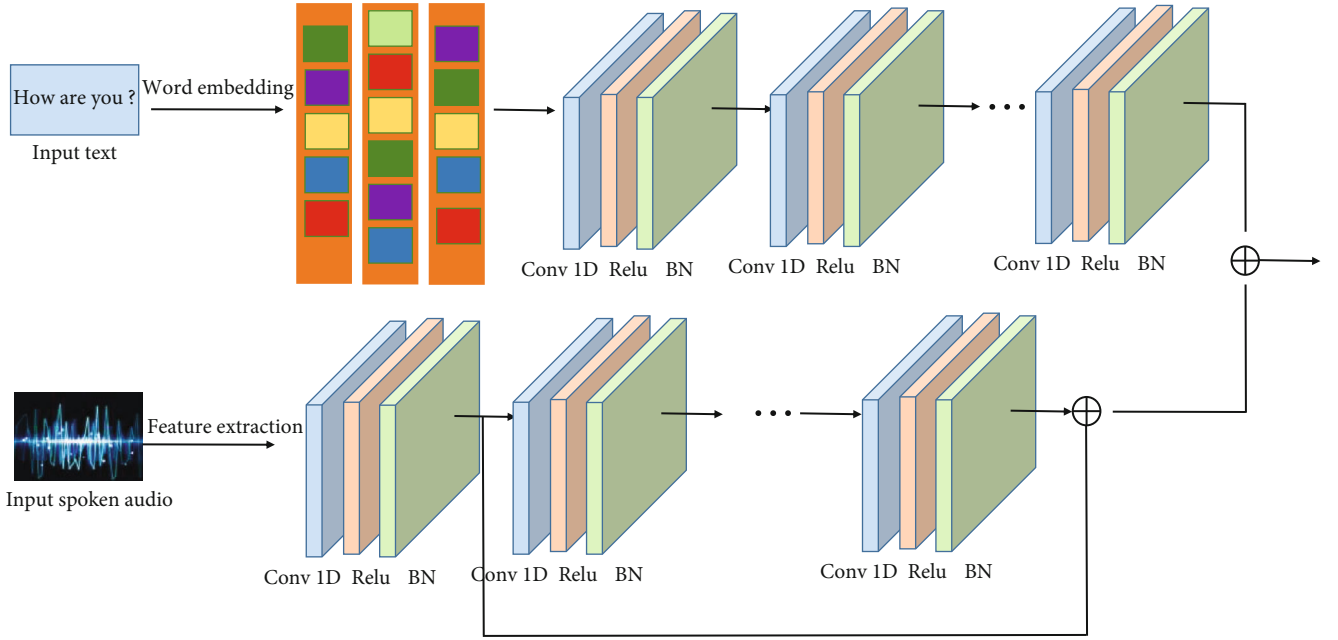 How are you ?
Input text
Word embedding
Conv 1D Relu BN
Conv 1D Relu BN
Conv 1D Relu BN
Input spoken audio
Feature extraction
Conv 1D Relu BN
Conv 1D Relu BN
Conv 1D Relu BN